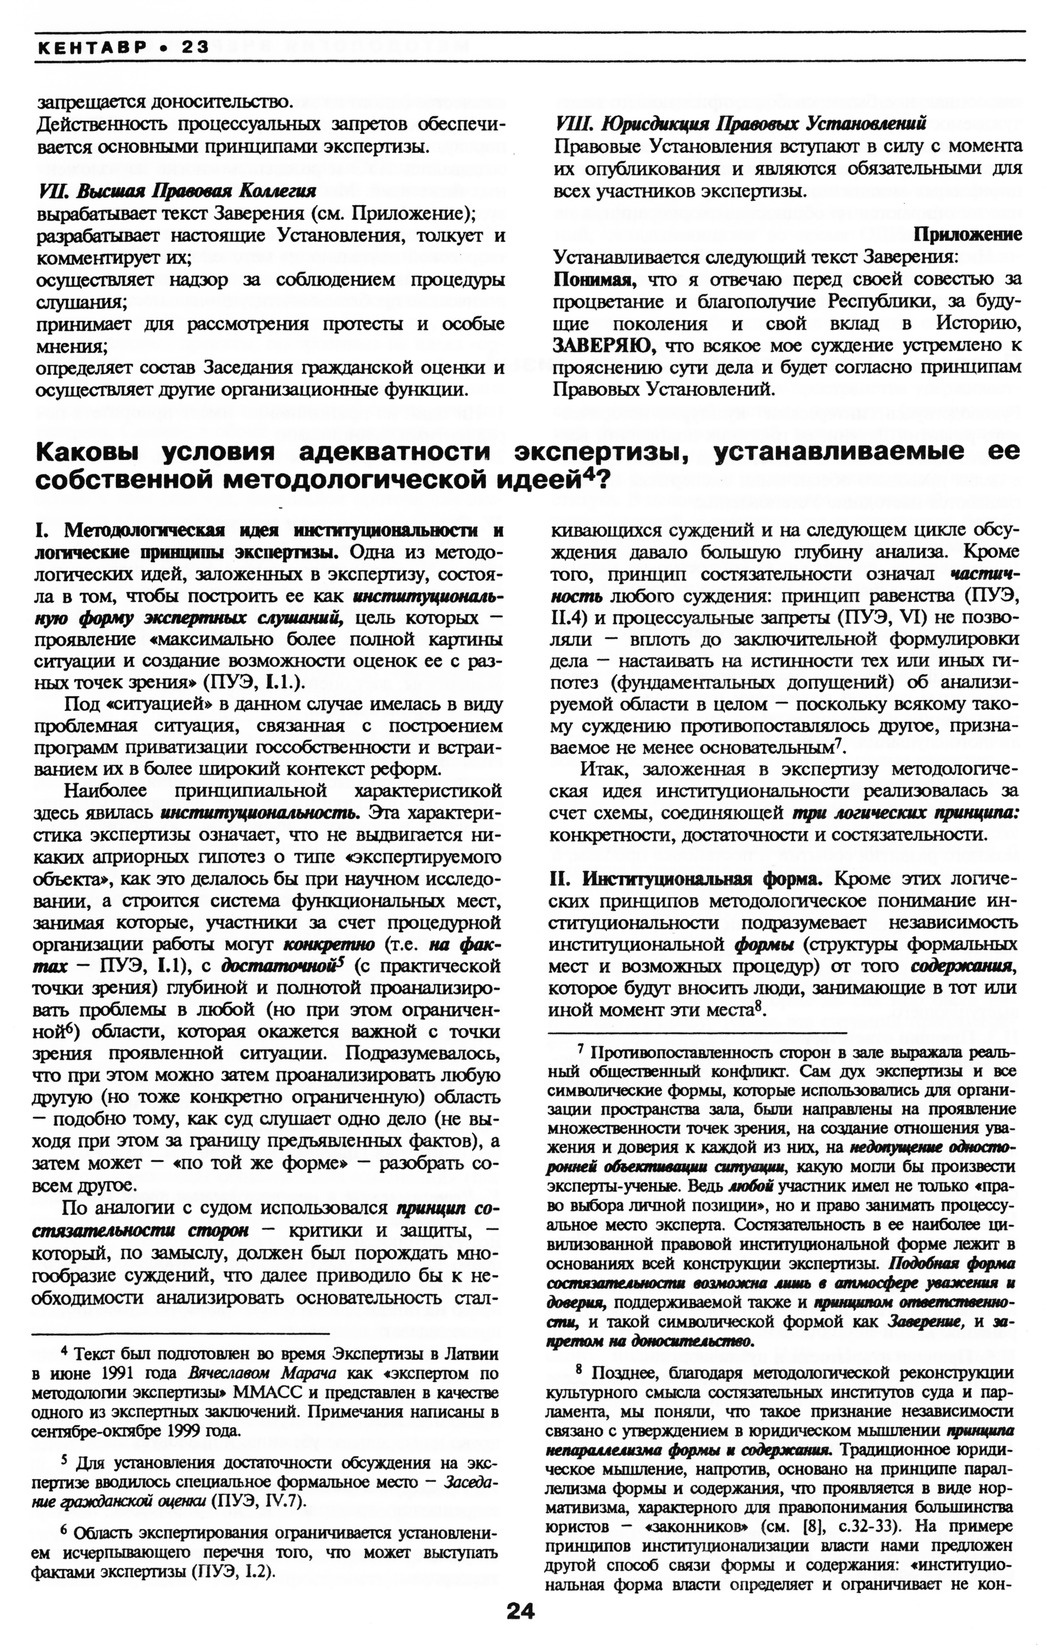 КЕНТАВР • 23
запрещается доносительство.
Действенность процессуальных запретов обеспечи-
вается основными принципами экспертизы.
VII. Высшая Правовая Коллегия
вырабатывает текст Заверения (см. Приложение);
разрабатывает настоящие Установления, толкует и
комментирует их;
осуществляет надзор за соблюдением процедуры
слушания;
принимает для рассмотрения протесты и особые
мнения;
определяет состав Заседания гражданской оценки и
осуществляет другие организационные функции.
VIII. Юрисдикция Правовых Установлений
Правовые Установления вступают в силу с момента
их опубликования и являются обязательными для
всех участников экспертизы.
Приложение
Устанавливается следующий текст Заверения:
Понимая, что я отвечаю перед своей совестью за
процветание и благополучие Республики, за буду-
щие поколения и свой вклад в Историю,
ЗАВЕРЯЮ, что всякое мое суждение устремлено к
прояснению сути дела и будет согласно принципам
Правовых Установлений.
Каковы условия адекватности экспертизы, устанавливаемые ее
собственной методологической идеей⁴?
I. Методологическая идея институциональности и
логические принципы экспертизы. Одна из методо-
логических идей, заложенных в экспертизу, состоя-
ла в том, чтобы построить ее как институциональ-
ную форму экспертных слушаний, цель которых —
проявление «максимально более полной картины
ситуации и создание возможности оценок ее с раз-
ных точек зрения» (ПУЭ, I.1.).
Под «ситуацией» в данном случае имелась в виду
проблемная ситуация, связанная с построением
программ приватизации госсобственности и встраи-
ванием их в более широкий контекст реформ.
Наиболее принципиальной характеристикой
здесь явилась институциональность. Эта характери-
стика экспертизы означает, что не выдвигается ни-
каких априорных гипотез о типе «экспертируемого
объекта», как это делалось бы при научном исследо-
вании, а строится система функциональных мест,
занимая которые, участники за счет процедурной
организации работы могут конкретно (т.е. на фак-
тах — ПУЭ, I.1), с достаточной⁵ (с практической
точки зрения) глубиной и полнотой проанализиро-
вать проблемы в любой (но при этом ограничен-
ной⁶) области, которая окажется важной с точки
зрения проявленной ситуации. Подразумевалось,
что при этом можно затем проанализировать любую
другую (но тоже конкретно ограниченную) область
— подобно тому, как суд слушает одно дело (не вы-
ходя при этом за границу предъявленных фактов), а
затем может — «по той же форме» — разобрать со-
всем другое.
По аналогии с судом использовался принцип со-
стязательности сторон — критики и защиты, —
который, по замыслу, должен был порождать мно-
гообразие суждений, что далее приводило бы к не-
обходимости анализировать основательность стал-
⁴ Текст был подготовлен во время Экспертизы в Латвии
в июне 1991 года Вячеславом Марача как «экспертом по
методологии экспертизы» ММАСС и представлен в качестве
одного из экспертных заключений. Примечания написаны в
сентябре-октябре 1999 года.
⁵ Для установления достаточности обсуждения на экс-
пертизе вводилось специальное формальное место — Заседа-
ние гражданской оценки (ПУЭ, IV.7).
⁶ Область экспертирования ограничивается установлени-
ем исчерпывающего перечня того, что может выступать
фактами экспертизы (ПУЭ, I.2).
кивающихся суждений и на следующем цикле обсу-
ждения давало большую глубину анализа. Кроме
того, принцип состязательности означал частич-
ность любого суждения: принцип равенства (ПУЭ,
II.4) и процессуальные запреты (ПУЭ, VI) не позво-
ляли — вплоть до заключительной формулировки
дела — настаивать на истинности тех или иных ги-
потез (фундаментальных допущений) об анализи-
руемой области в целом — поскольку всякому тако-
му суждению противопоставлялось другое, призна-
ваемое не менее основательным⁷.
Итак, заложенная в экспертизу методологиче-
ская идея институциональности реализовалась за
счет схемы, соединяющей три логических принципа:
конкретности, достаточности и состязательности.
II. Институциональная форма. Кроме этих логиче-
ских принципов методологическое понимание ин-
ституциональности подразумевает независимость
институциональной формы (структуры формальных
мест и возможных процедур) от того содержания,
которое будут вносить люди, занимающие в тот или
иной момент эти места⁸.
⁷ Противопоставленность сторон в зале выражала реаль-
ный общественный конфликт. Сам дух экспертизы и все
символические формы, которые использовались для органи-
зации пространства зала, были направлены на проявление
множественности точек зрения, на создание отношения ува-
жения и доверия к каждой из них, на недопущение односто-
ронней объективации ситуации, какую могли бы произвести
эксперты-ученые. Ведь любой участник имел не только «пра-
во выбора личной позиции», но и право занимать процессу-
альное место эксперта. Состязательность в ее наиболее ци-
вилизованной правовой институциональной форме лежит в
основаниях всей конструкции экспертизы. Подобная форма
состязательности возможна лишь в атмосфере уважения и
доверия, поддерживаемой также и принципом ответственно-
сти, и такой символической формой как Заверение, и за-
претом на доносительство.
⁸ Позднее, благодаря методологической реконструкции
культурного смысла состязательных институтов суда и пар-
ламента, мы поняли, что такое признание независимости
связано с утверждением в юридическом мышлении принципа
непараллелизма формы и содержания. Традиционное юриди-
ческое мышление, напротив, основано на принципе парал-
лелизма формы и содержания, что проявляется в виде нор-
мативизма, характерного для правопонимания большинства
юристов — «законников» (см. [8], с.32-33). На примере
принципов институционализации власти нами предложен
другой способ связи формы и содержания: «институцио-
нальная форма власти определяет и ограничивает не кон-
24